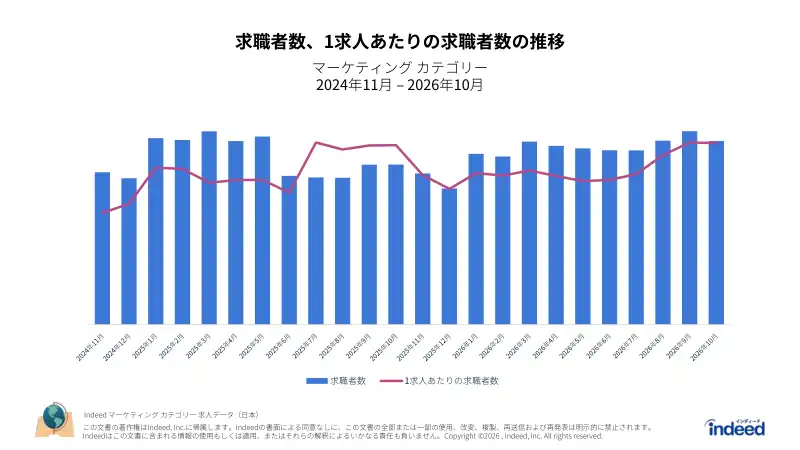 求職者数、1求人あたりの求職者数の推移
マーケティング カテゴリー
2024年11月 – 2026年10月
2024年11月
2024年12月
2025年1月
2025年2月
2025年3月
2025年4月
2025年5月
2025年6月
2025年7月
2025年8月
2025年9月
2025年10月
2025年11月
2025年12月
2026年1月
2026年2月
2026年3月
2026年4月
2026年5月
2026年6月
2026年7月
2026年8月
2026年9月
2026年10月
求職者数
1求人あたりの求職者数
Indeed マーケティング カテゴリー 求人データ（日本）
この文書の著作権はIndeed, Inc.に帰属します。Indeedの書面による同意なしに、この文書の全部または一部の使用、改変、複製、再送信および再発表は明示的に禁止されます。
Indeedはこの文書に含まれる情報の使用もしくは適用、またはそれらの解釈によるいかなる責任も負いません。Copyright ©2026 , Indeed, Inc. All rights reserved.
インディード
indeed